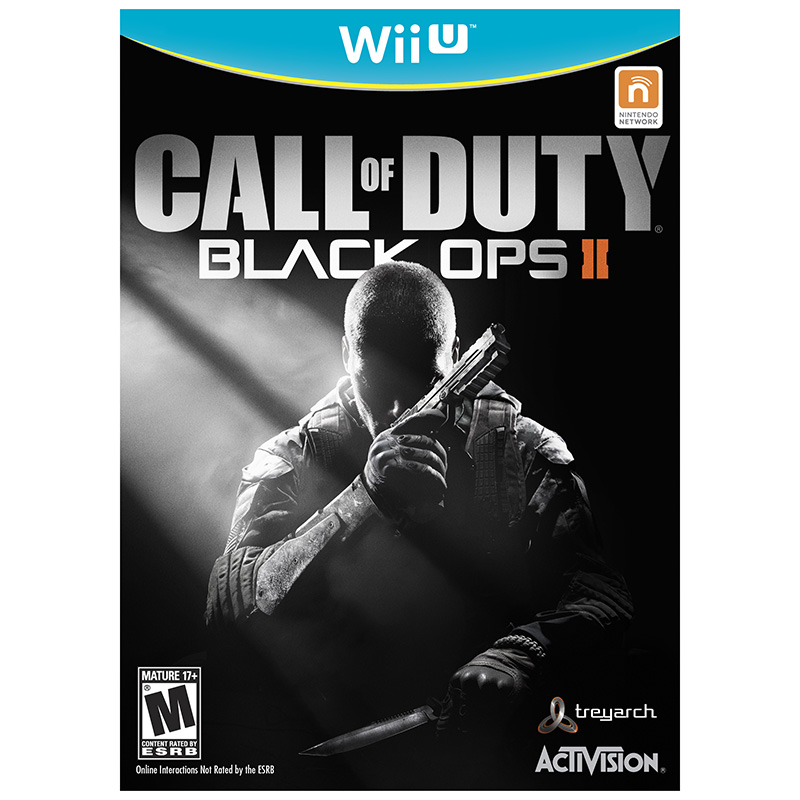 Wii U™
n
NINTENDO
NETWORK
CALL OF DUTY®
BLACK OPS II
MATURE 17+
M®
CONTENT RATED BY
ESRB
Online Interactions Not Rated by the ESRB
treyarch
ACTIVISION®